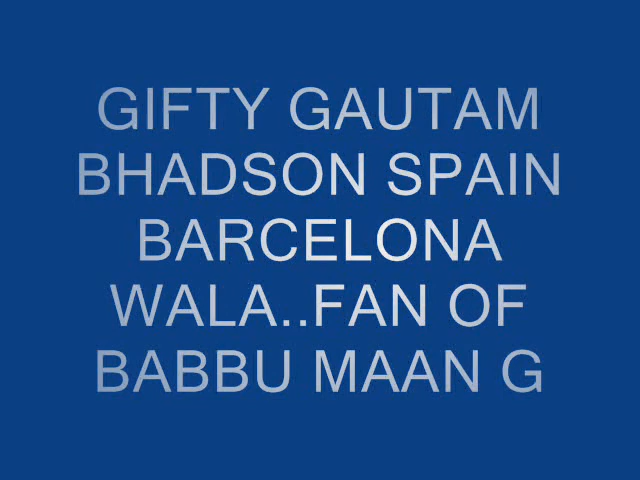 GIFTY GAUTAM
BHADSON SPAIN
BARCELONA
WALA..FAN OF
BABBU MAAN G